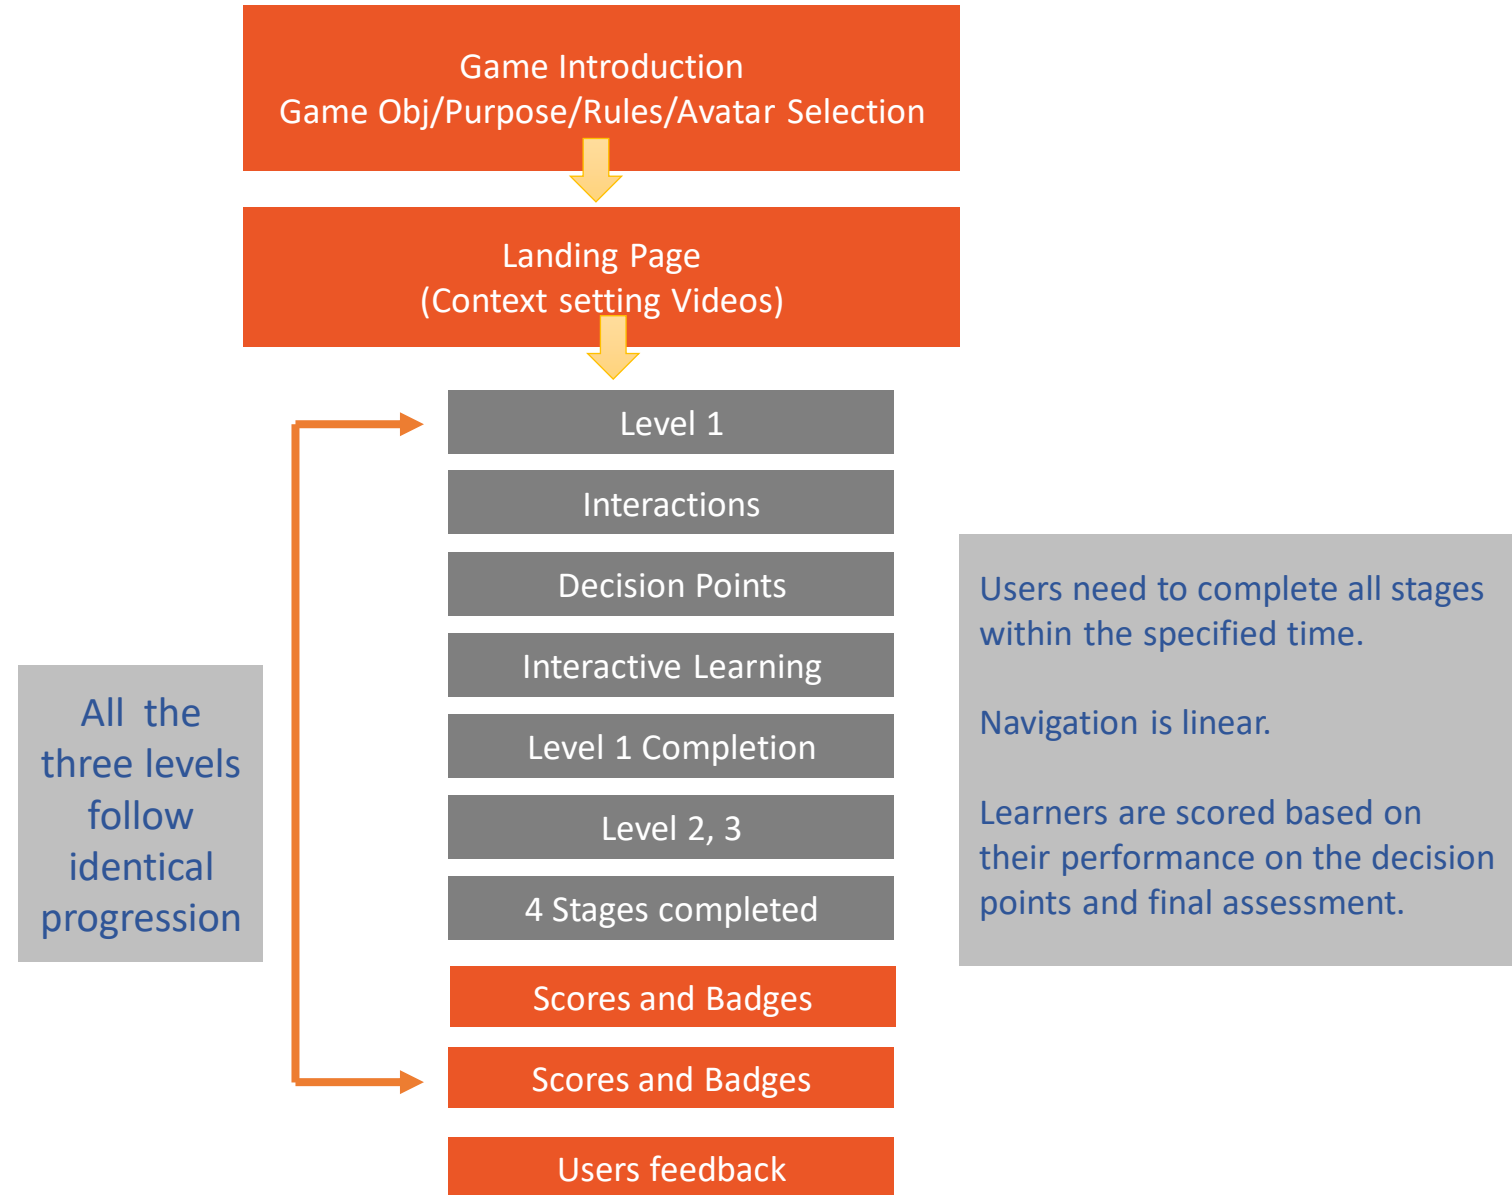 Game Introduction
Game Obj/Purpose/Rules/Avatar Selection
Landing Page
(Context setting Videos)
Level 1
Interactions
Decision Points
Interactive Learning
Level 1 Completion
Level 2, 3
4 Stages completed
Scores and Badges
Scores and Badges
Users feedback
All the
three levels
follow
identical
progression
Users need to complete all stages
within the specified time.
Navigation is linear.
Learners are scored based on
their performance on the decision
points and final assessment.